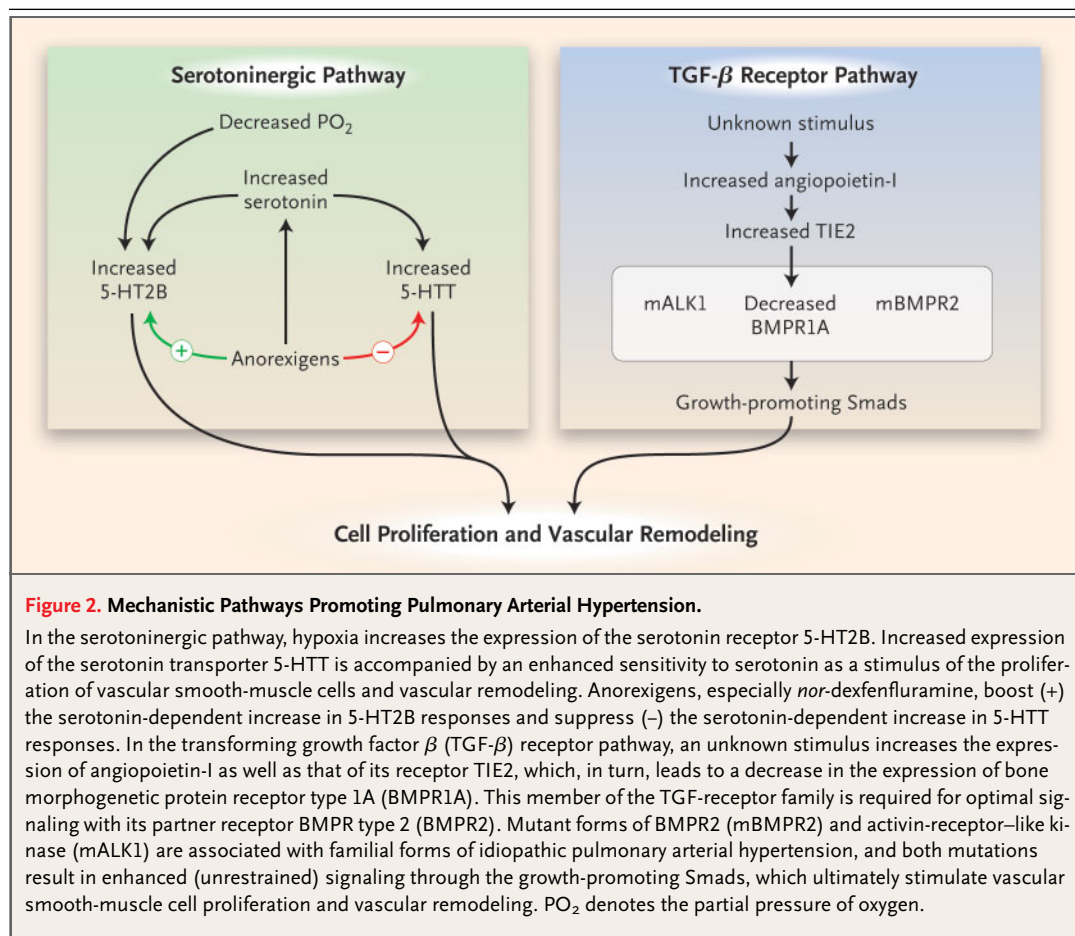 Serotoninergic Pathway
Decreased PO₂
Increased
serotonin
Increased
5-HT2B
Increased
5-HTT
+
Anorexigens
−
TGF-β Receptor Pathway
Unknown stimulus
Increased angiopoietin-I
Increased TIE2
mALK1
Decreased
BMPR1A
mBMPR2
Growth-promoting Smads
Cell Proliferation and Vascular Remodeling
Figure 2. Mechanistic Pathways Promoting Pulmonary Arterial Hypertension.
In the serotoninergic pathway, hypoxia increases the expression of the serotonin receptor 5-HT2B. Increased expression
of the serotonin transporter 5-HTT is accompanied by an enhanced sensitivity to serotonin as a stimulus of the prolifer-
ation of vascular smooth-muscle cells and vascular remodeling. Anorexigens, especially nor-dexfenfluramine, boost (+)
the serotonin-dependent increase in 5-HT2B responses and suppress (–) the serotonin-dependent increase in 5-HTT
responses. In the transforming growth factor β (TGF-β) receptor pathway, an unknown stimulus increases the expres-
sion of angiopoietin-I as well as that of its receptor TIE2, which, in turn, leads to a decrease in the expression of bone
morphogenetic protein receptor type 1A (BMPR1A). This member of the TGF-receptor family is required for optimal sig-
naling with its partner receptor BMPR type 2 (BMPR2). Mutant forms of BMPR2 (mBMPR2) and activin-receptor–like ki-
nase (mALK1) are associated with familial forms of idiopathic pulmonary arterial hypertension, and both mutations
result in enhanced (unrestrained) signaling through the growth-promoting Smads, which ultimately stimulate vascular
smooth-muscle cell proliferation and vascular remodeling. PO₂ denotes the partial pressure of oxygen.